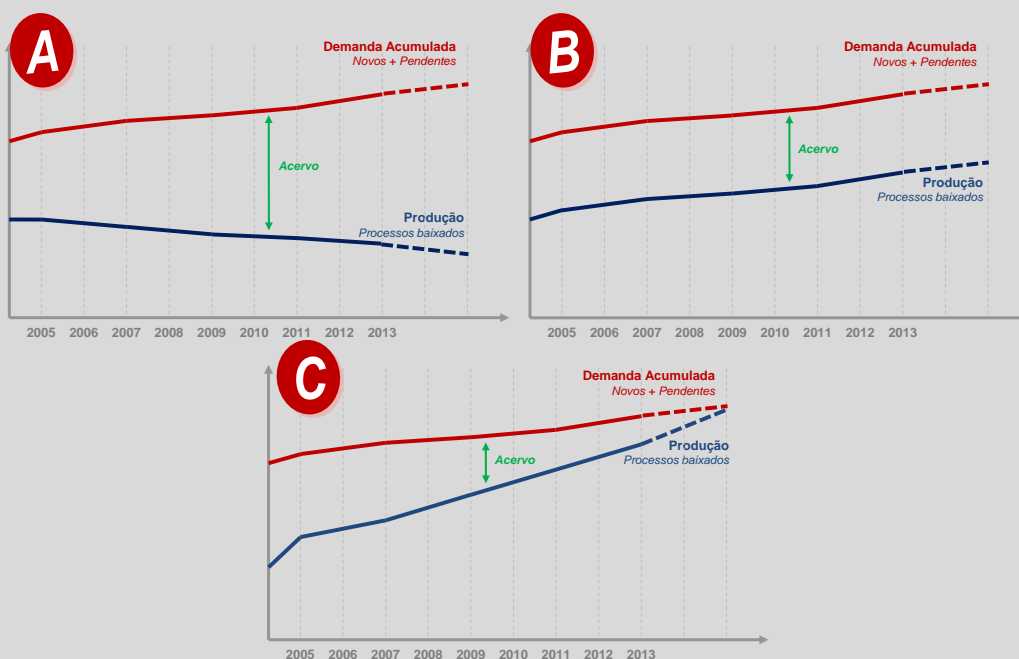 A
Demanda Acumulada
Novos + Pendentes
Acervo
Produção
Processos baixados
2005 2006 2007 2008 2009 2010 2011 2012 2013
B
Demanda Acumulada
Novos + Pendentes
Acervo
Produção
Processos baixados
2005 2006 2007 2008 2009 2010 2011 2012 2013
C
Demanda Acumulada
Novos + Pendentes
Acervo
Produção
Processos baixados
2005 2006 2007 2008 2009 2010 2011 2012 2013